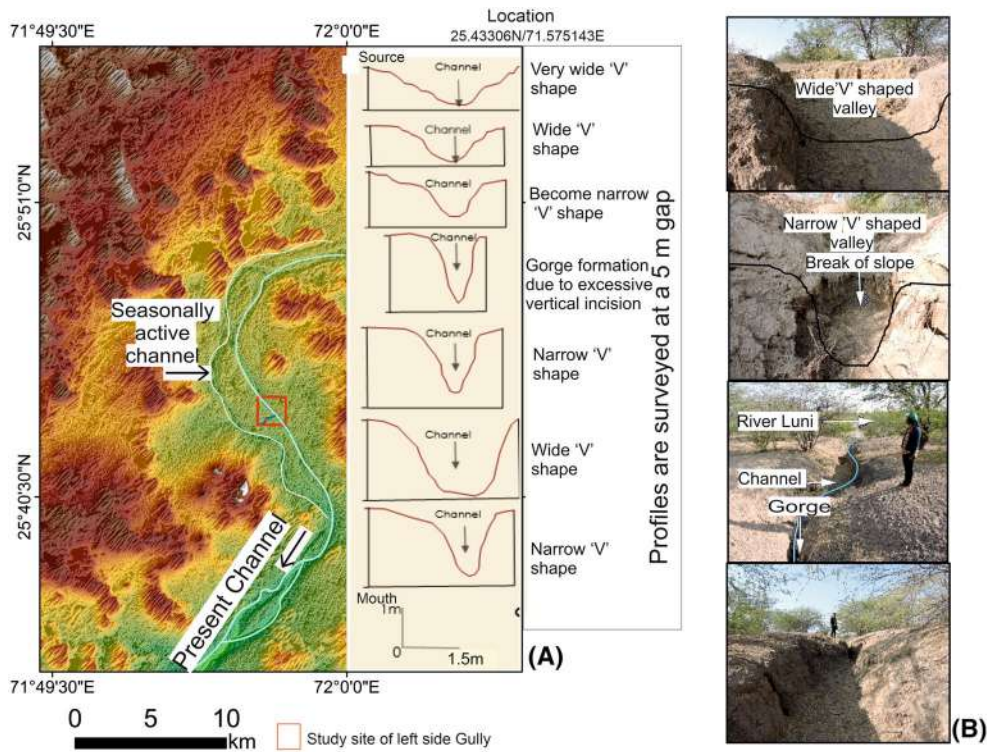 71°49'30"E
72°0'0"E
Location
25.43306N/71.575143E
25°51'0"N
25°40'30"N
Seasonally
active
channel
Present Channel
Source
Channel
Very wide ‘V’
shape
Channel
Wide ‘V’
shape
Channel
Become narrow
‘V’ shape
Channel
Gorge formation
due to excessive
vertical incision
Channel
Narrow ‘V’
shape
Channel
Wide ‘V’
shape
Channel
Narrow ‘V’
shape
Mouth
1m
0
1.5m
Profiles are surveyed at a 5 m gap
(A)
71°49'30"E
72°0'0"E
0 5 10
km
Study site of left side Gully
Wide'V' shaped
valley
Narrow 'V' shaped
valley
Break of slope
River Luni
Channel
Gorge
(B)